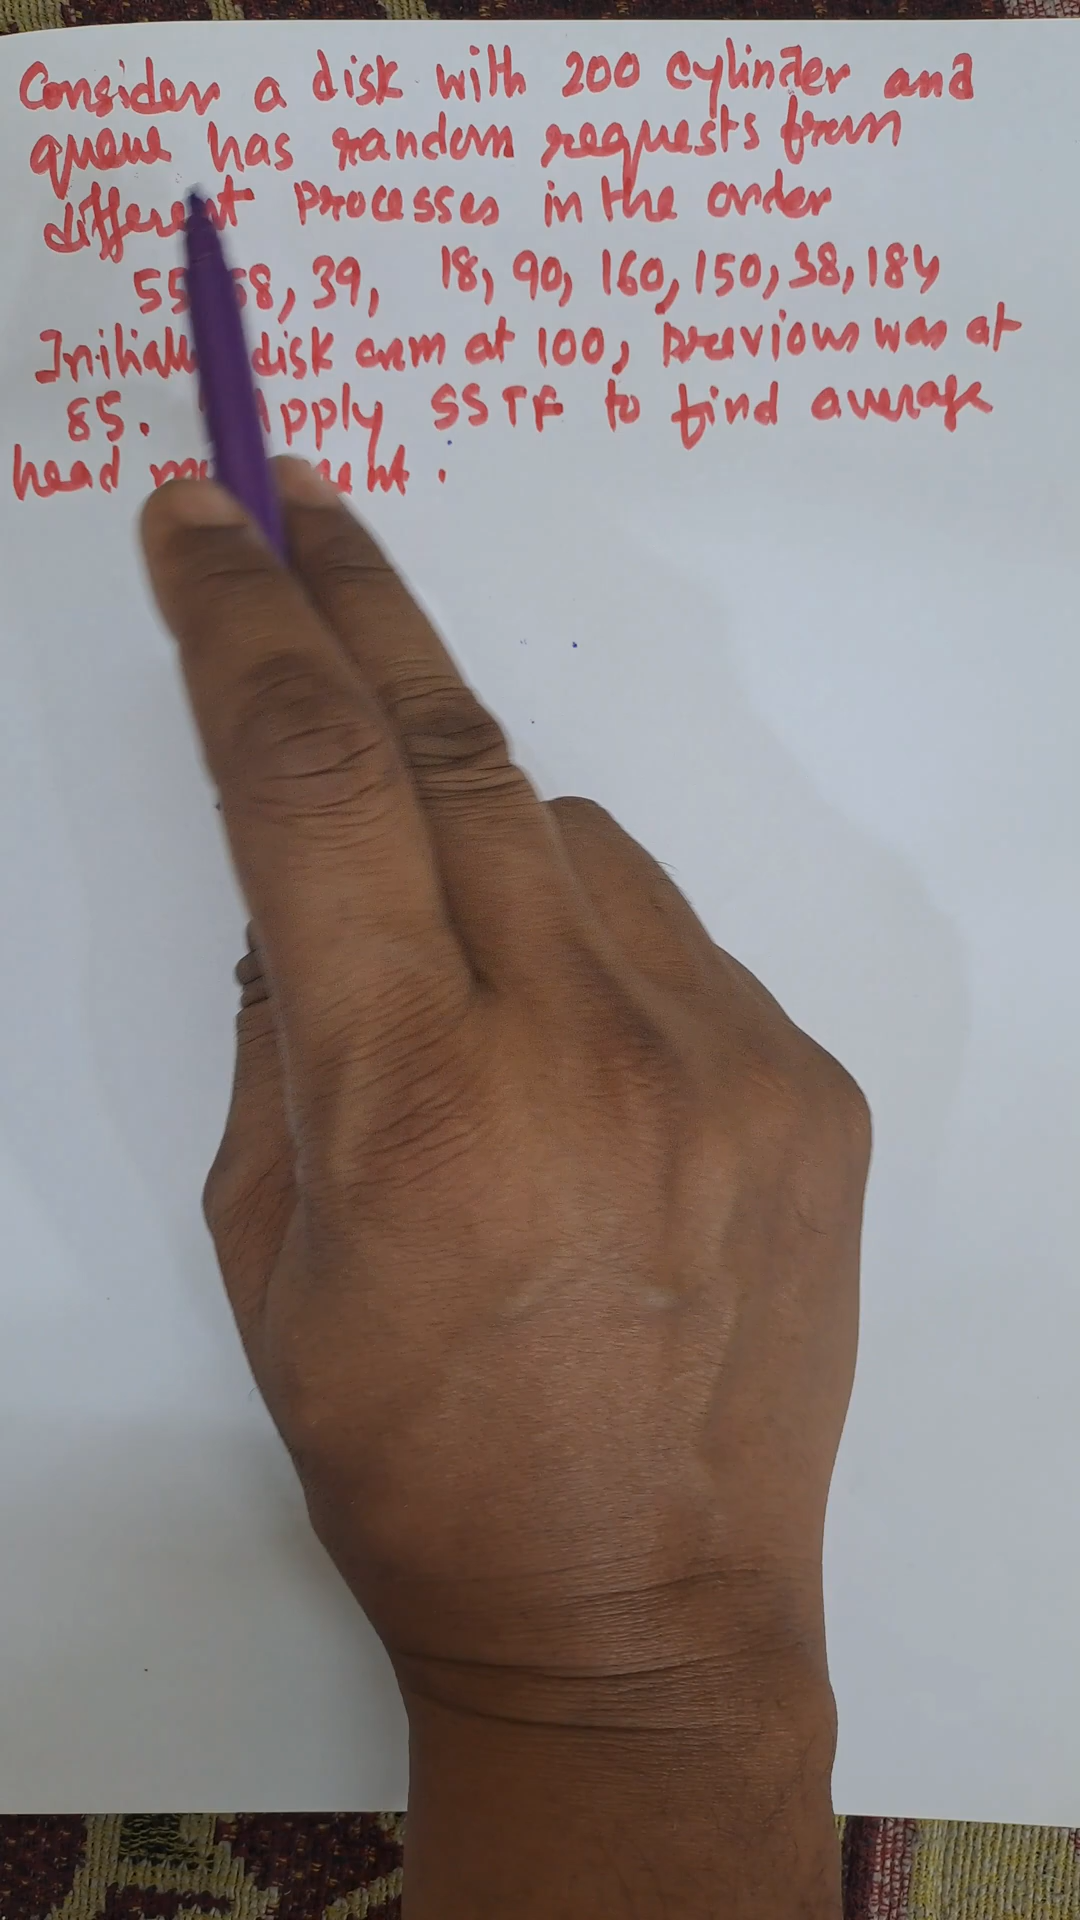 Consider a disk with 200 cylinder and
queue has random requests from
different processes in the order
55, 58, 39, 18, 90, 160, 150, 38, 184
Initially disk arm at 100, previous was at
85. Apply SSTF to find average
head movement.